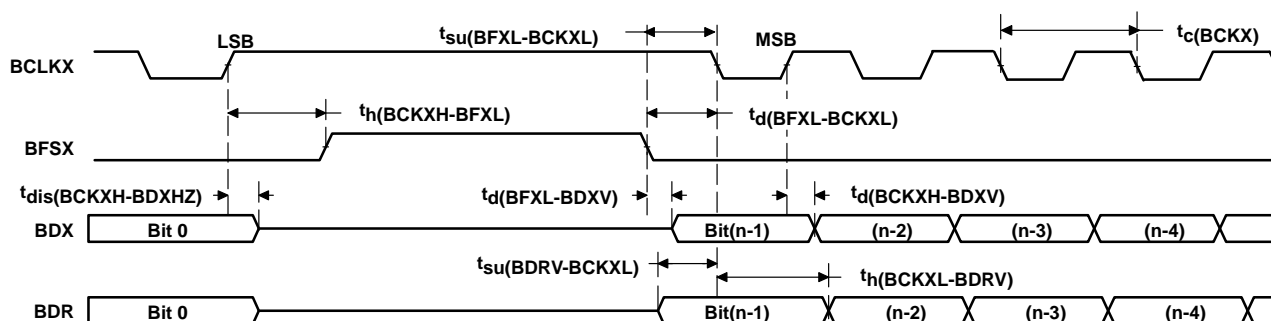 LSB
tsu(BFXL-BCKXL)
MSB
tc(BCKX)
BCLKX
th(BCKXH-BFXL)
td(BFXL-BCKXL)
BFSX
tdis(BCKXH-BDXHZ)
td(BFXL-BDXV)
td(BCKXH-BDXV)
BDX
Bit 0
Bit(n-1)
(n-2)
(n-3)
(n-4)
tsu(BDRV-BCKXL)
th(BCKXL-BDRV)
BDR
Bit 0
Bit(n-1)
(n-2)
(n-3)
(n-4)